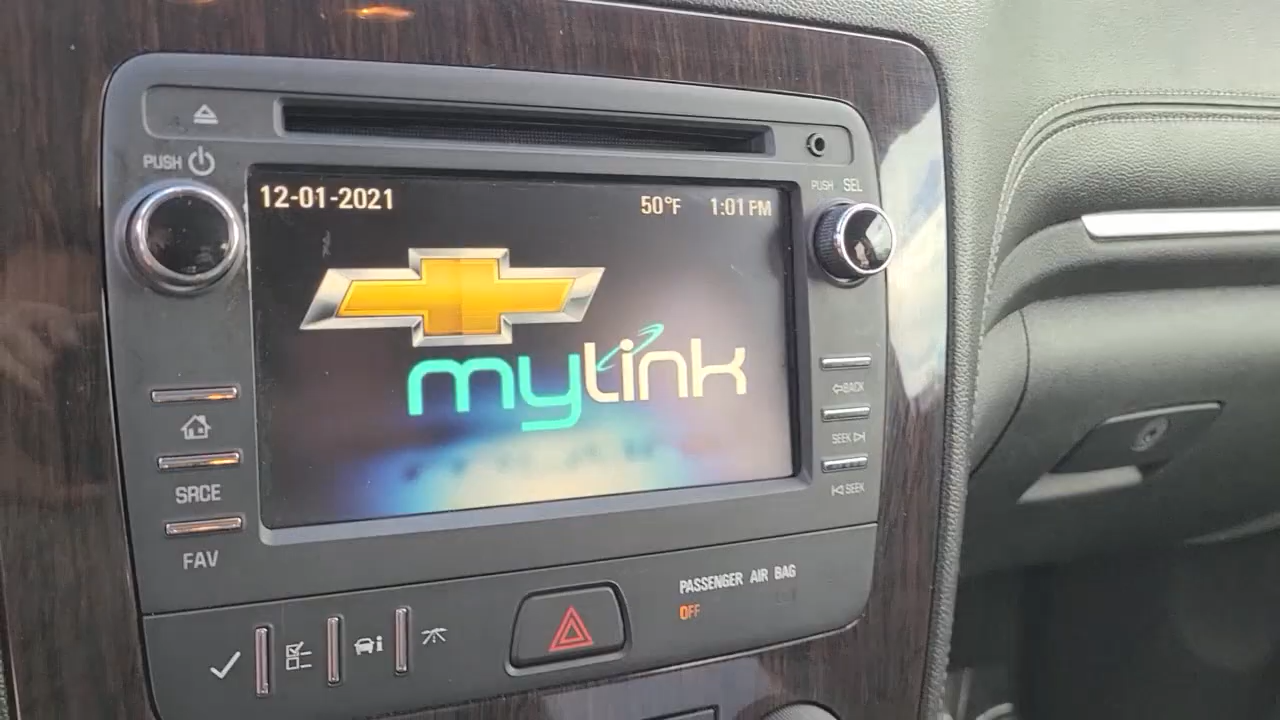 PUSH
12-01-2021 50°F 1:01 PM
PUSH SEL
mylink
BACK
SEEK
SEEK
SRCE
FAV
PASSENGER AIR BAG
OFF